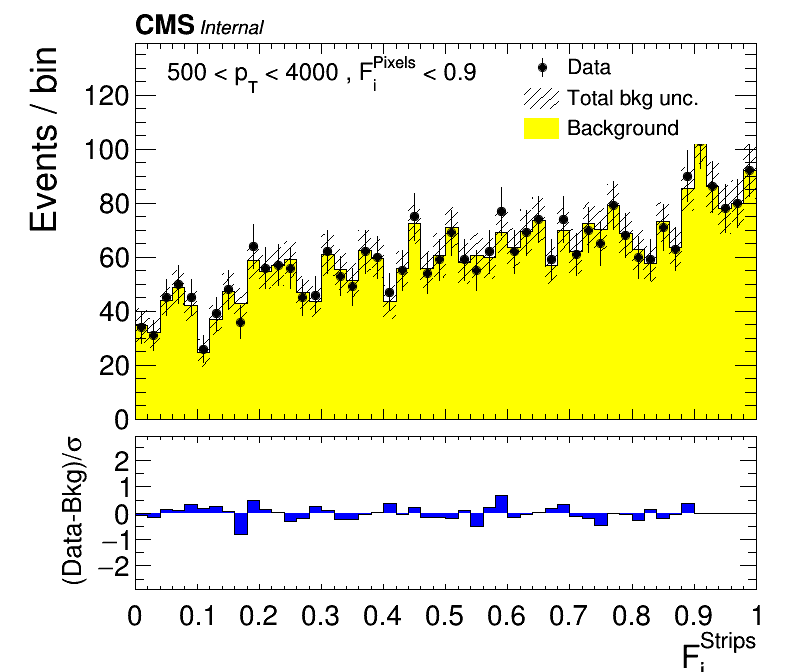 CMS Internal
500 < p_T < 4000 , F_i^Pixels < 0.9
Data
Total bkg unc.
Background
Events / bin
120
100
80
60
40
20
0
(Data-Bkg)/σ
2
1
0
−1
−2
0 0.1 0.2 0.3 0.4 0.5 0.6 0.7 0.8 0.9 1
F_i^Strips